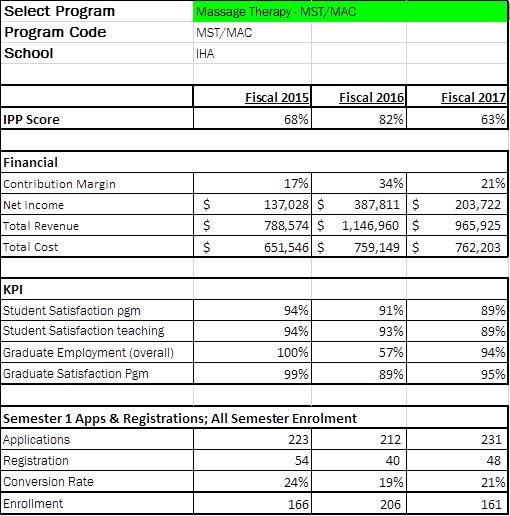 Select Program Massage Therapy - MST/MAC
Program Code MST/MAC
School IHA
Fiscal 2015 Fiscal 2016 Fiscal 2017
IPP Score 68% 82% 63%
Financial
Contribution Margin 17% 34% 21%
Net Income $ 137,028 $ 387,811 $ 203,722
Total Revenue $ 788,574 $ 1,146,960 $ 965,925
Total Cost $ 651,546 $ 759,149 $ 762,203
KPI
Student Satisfaction pgm 94% 91% 89%
Student Satisfaction teaching 94% 93% 89%
Graduate Employment (overall) 100% 57% 94%
Graduate Satisfaction Pgm 99% 89% 95%
Semester 1 Apps & Registrations; All Semester Enrolment
Applications 223 212 231
Registration 54 40 48
Conversion Rate 24% 19% 21%
Enrollment 166 206 161